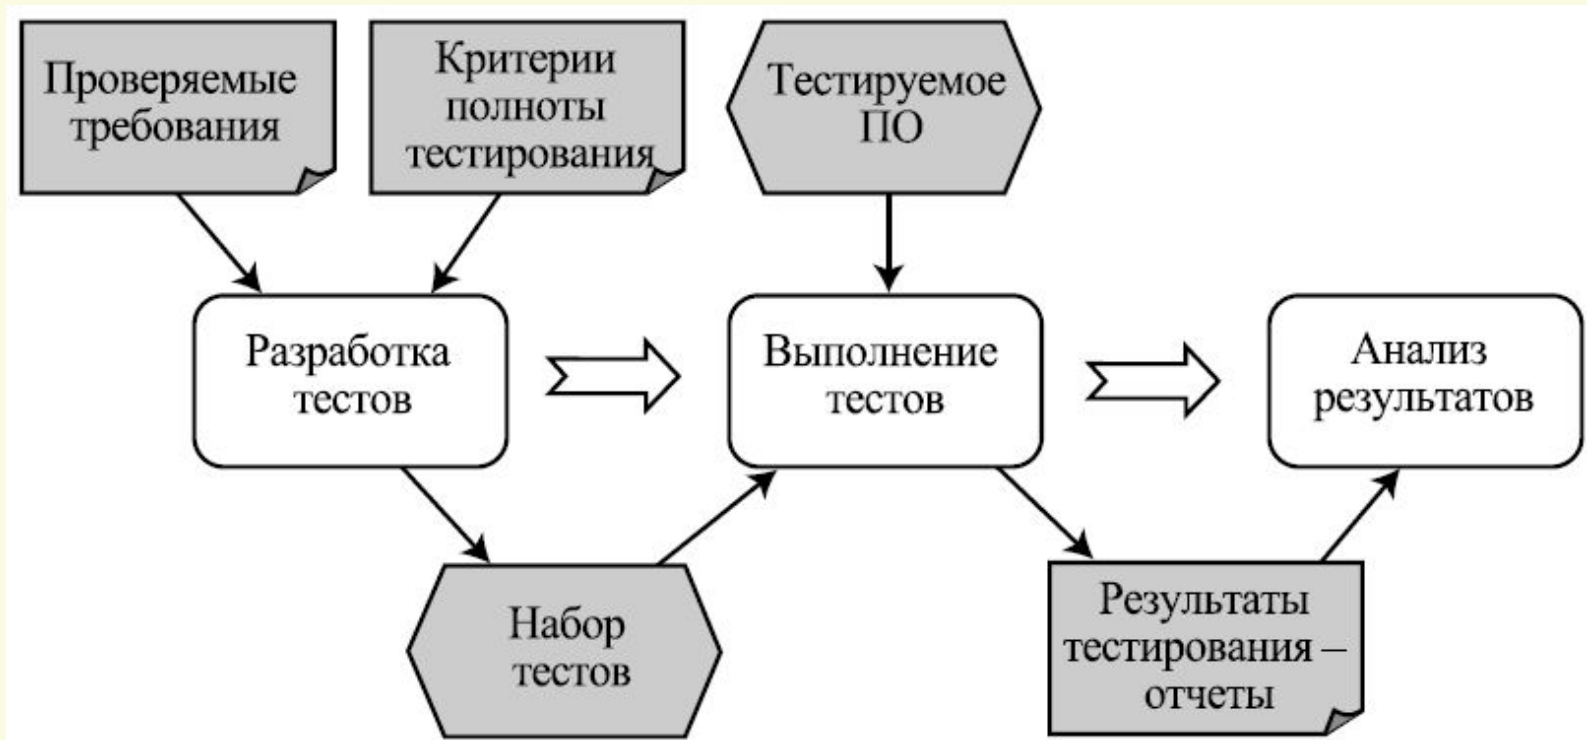 Проверяемые
требования
Критерии
полноты
тестирования
Тестируемое
ПО
Разработка
тестов
Выполнение
тестов
Анализ
результатов
Набор
тестов
Результаты
тестирования –
отчеты